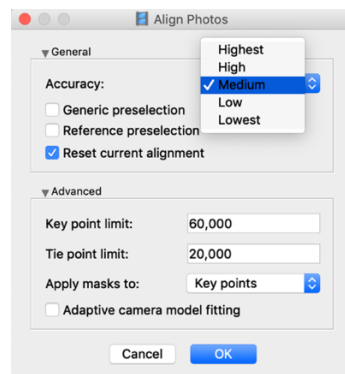 Align Photos
General
Highest
High
Accuracy:
✓ Medium
Low
Lowest
Generic preselection
Reference preselection
Reset current alignment
Advanced
Key point limit: 60,000
Tie point limit: 20,000
Apply masks to: Key points
Adaptive camera model fitting
Cancel OK